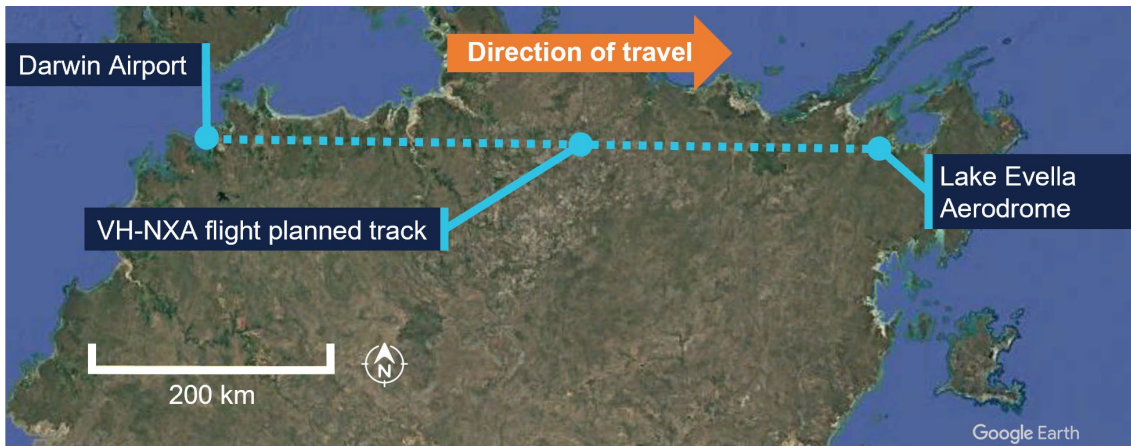 Direction of travel
Darwin Airport
Lake Evella
Aerodrome
VH-NXA flight planned track
200 km
N
Google Earth